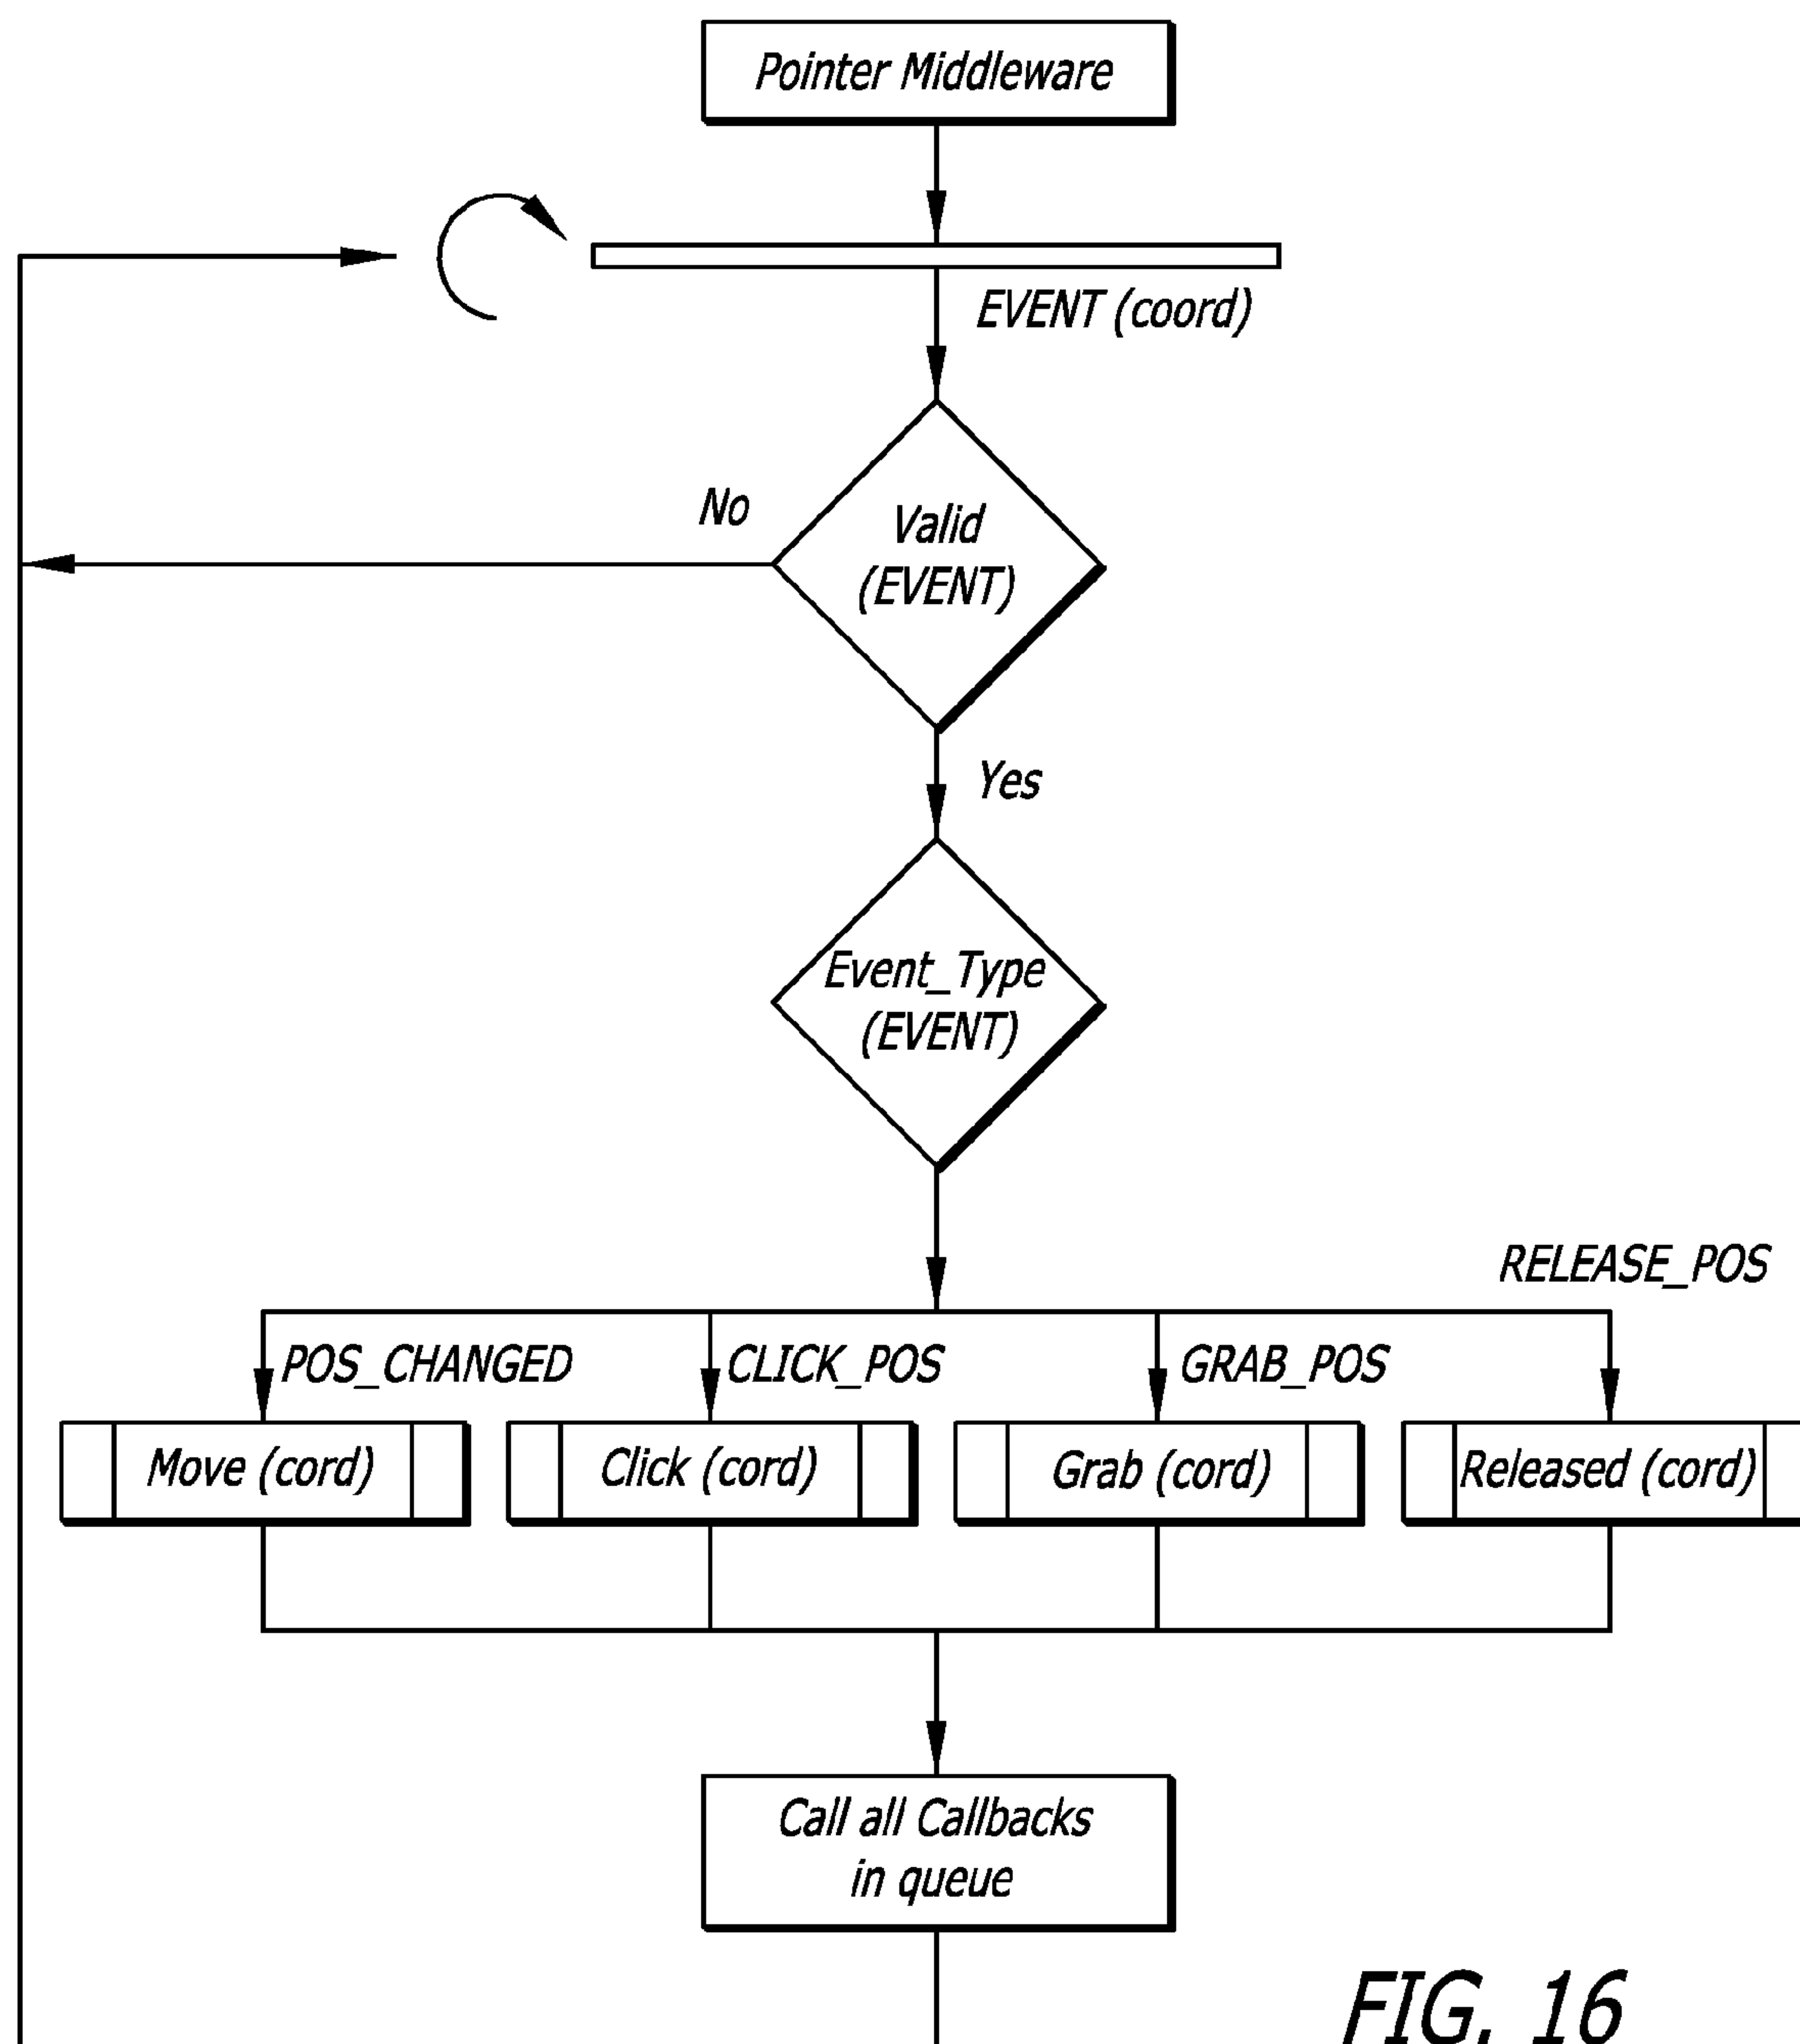 Pointer Middleware
EVENT (coord)
No
Valid
(EVENT)
Yes
Event_Type
(EVENT)
RELEASE_POS
POS_CHANGED
CLICK_POS
GRAB_POS
Move (cord)
Click (cord)
Grab (cord)
Released (cord)
Call all Callbacks
in queue
FIG. 16